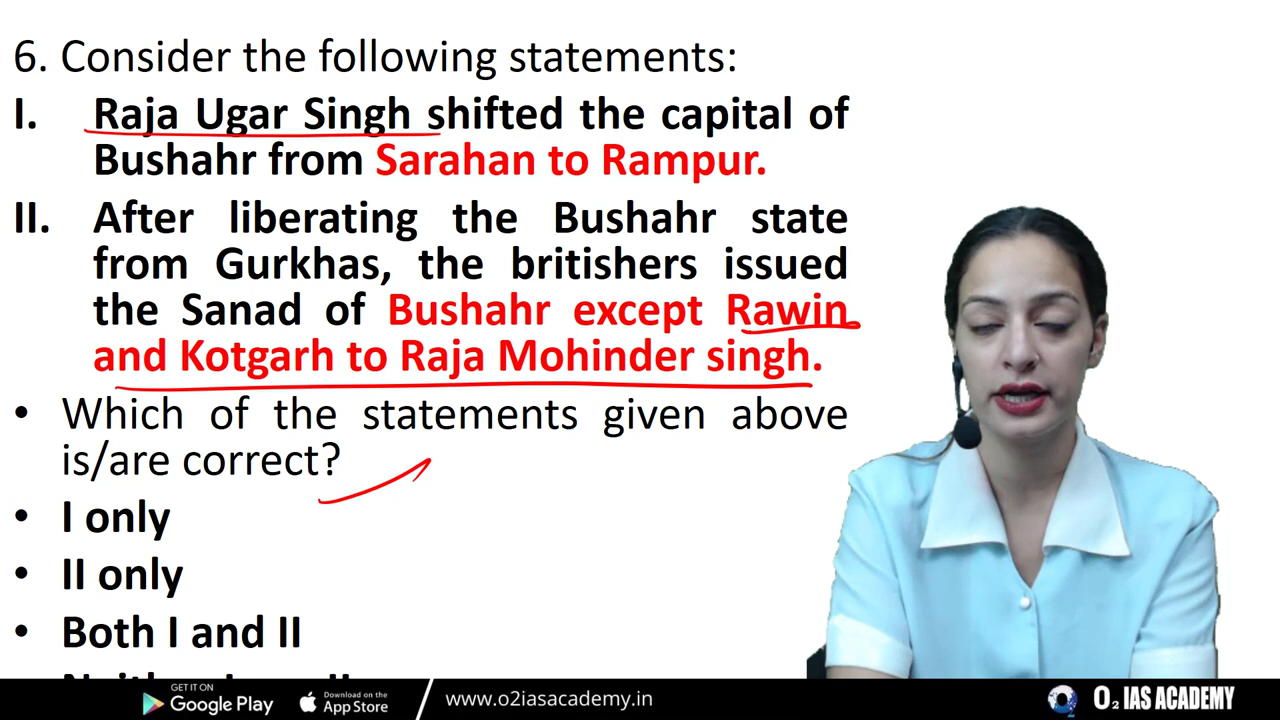 6. Consider the following statements:
I. Raja Ugar Singh shifted the capital of
Bushahr from Sarahan to Rampur.
II. After liberating the Bushahr state
from Gurkhas, the britishers issued
the Sanad of Bushahr except Rawin
and Kotgarh to Raja Mohinder singh.
• Which of the statements given above
is/are correct?
• I only
• II only
• Both I and II
GET IT ON
Google Play
Download on the
App Store
www.o2iasacademy.in
O2 IAS ACADEMY